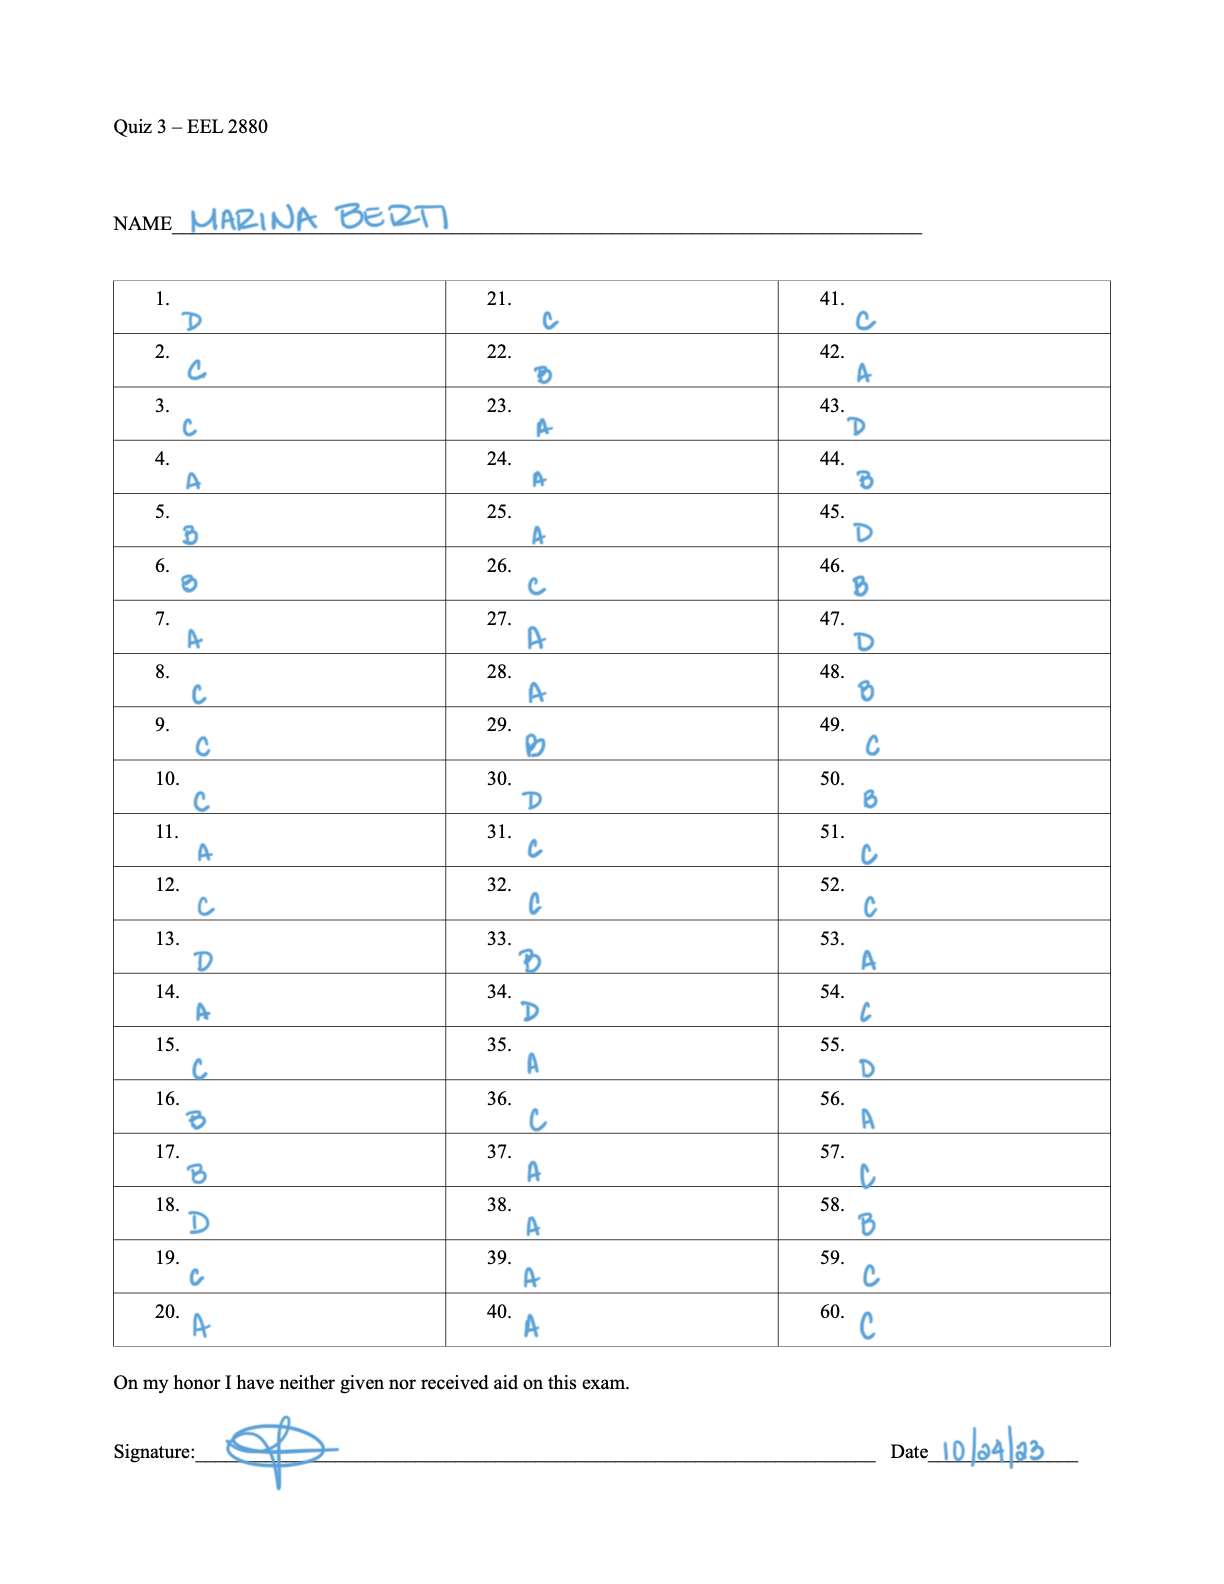 Quiz 3 – EEL 2880
NAME MARINA BERTI
1. D 21. C 41. C
2. C 22. B 42. A
3. C 23. A 43. D
4. A 24. A 44. B
5. B 25. A 45. D
6. B 26. C 46. B
7. A 27. A 47. D
8. C 28. A 48. B
9. C 29. B 49. C
10. C 30. D 50. B
11. A 31. C 51. C
12. C 32. C 52. C
13. D 33. B 53. A
14. A 34. D 54. C
15. C 35. A 55. D
16. B 36. C 56. A
17. B 37. A 57. C
18. D 38. A 58. B
19. C 39. A 59. C
20. A 40. A 60. C
On my honor I have neither given nor received aid on this exam.
Signature: Date 10/24/23